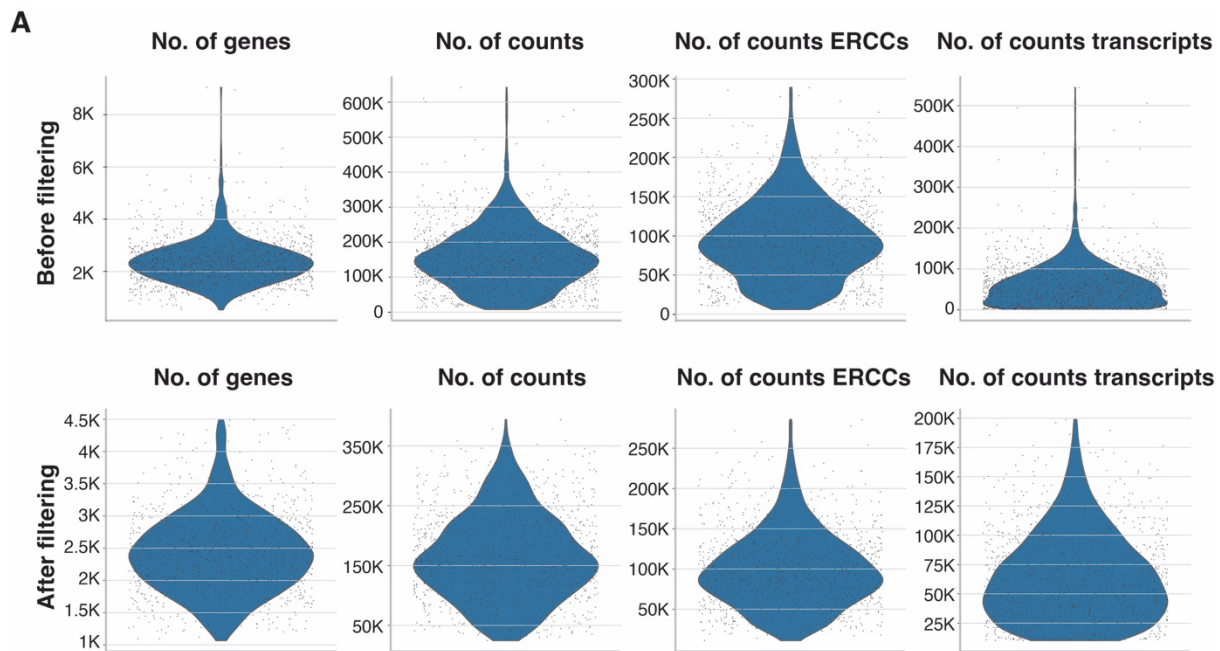 A
No. of genes
No. of counts
No. of counts ERCCs
No. of counts transcripts
Before filtering
8K
6K
4K
2K
600K
500K
400K
300K
200K
100K
0
300K
250K
200K
150K
100K
50K
0
500K
400K
300K
200K
100K
0
No. of genes
No. of counts
No. of counts ERCCs
No. of counts transcripts
After filtering
4.5K
4K
3.5K
3K
2.5K
2K
1.5K
1K
350K
250K
150K
50K
250K
200K
150K
100K
50K
200K
175K
150K
125K
100K
75K
50K
25K